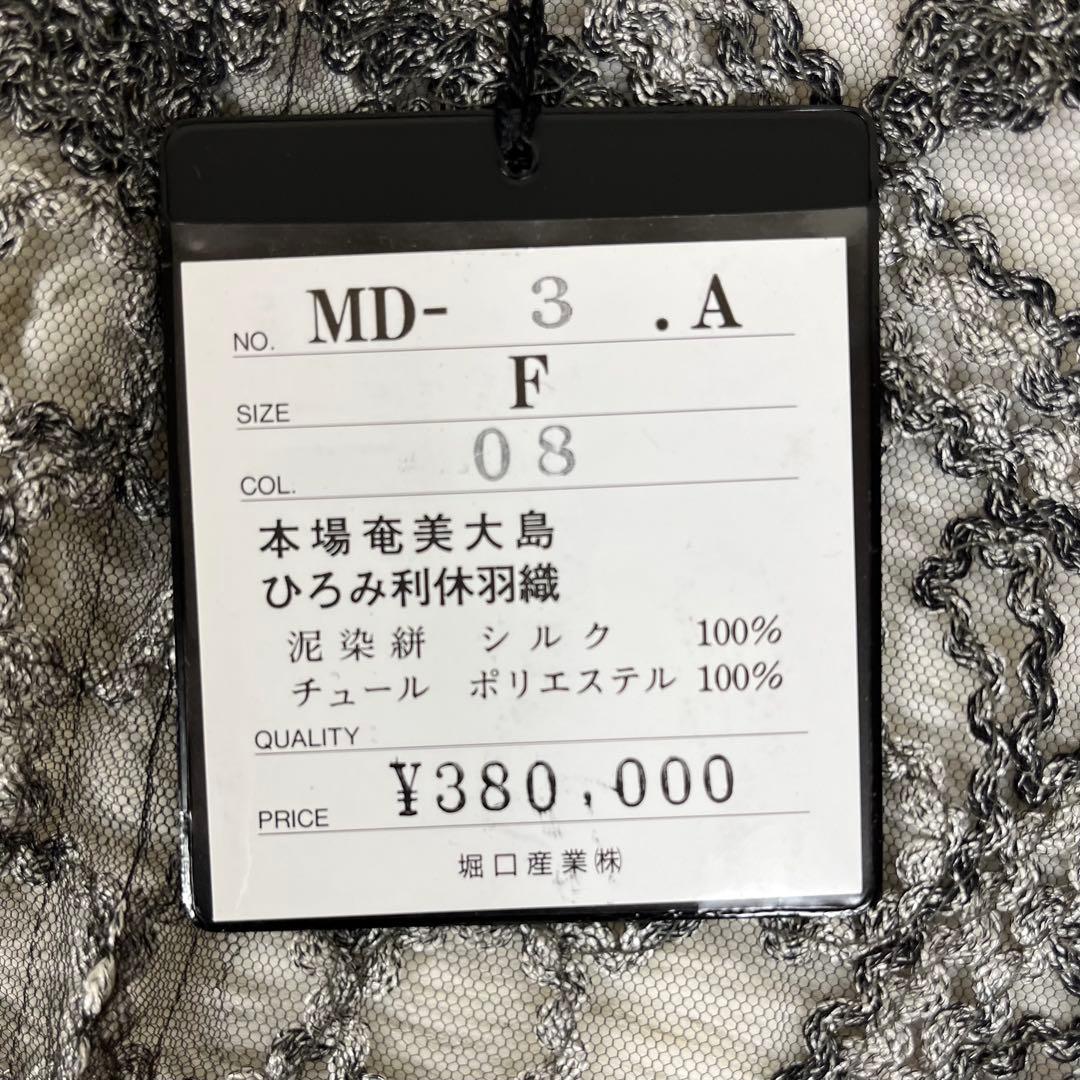 NO. MD- 3 .A
SIZE F
COL. 08
本場奄美大島
ひろみ利休羽織
泥染絣 シルク 100%
チュール ポリエステル 100%
QUALITY
PRICE ¥380,000
堀口産業㈱